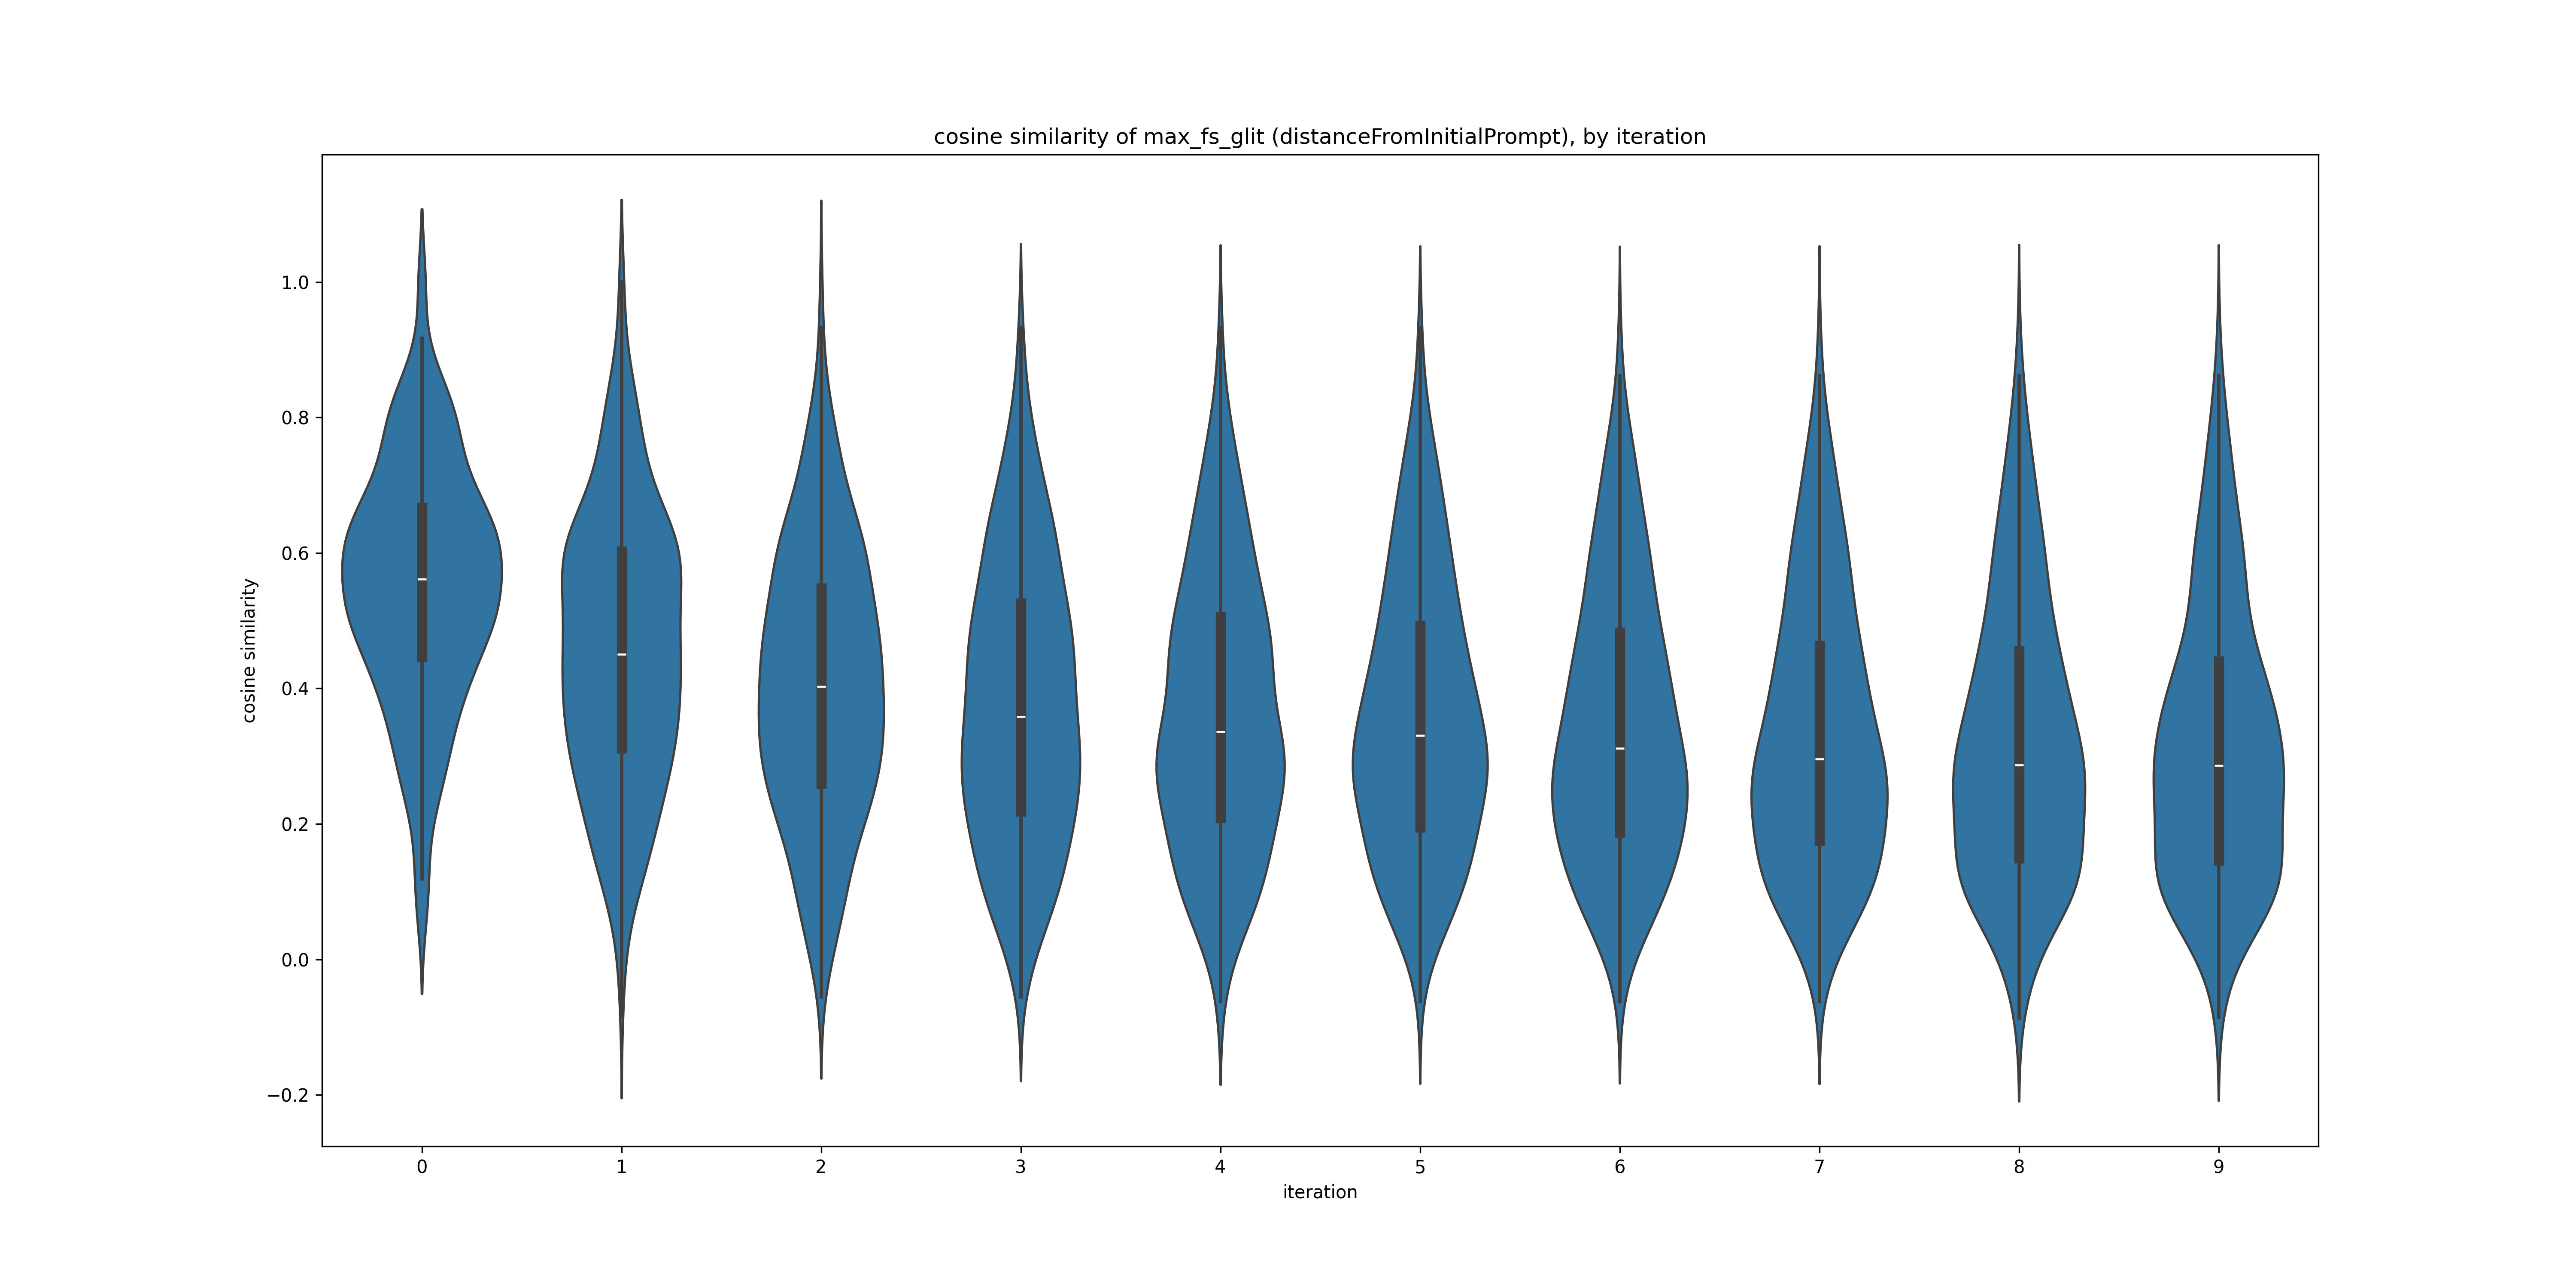 cosine similarity of max_fs_glit (distanceFromInitialPrompt), by iteration
cosine similarity
1.0
0.8
0.6
0.4
0.2
0.0
−0.2
0 1 2 3 4 5 6 7 8 9
iteration